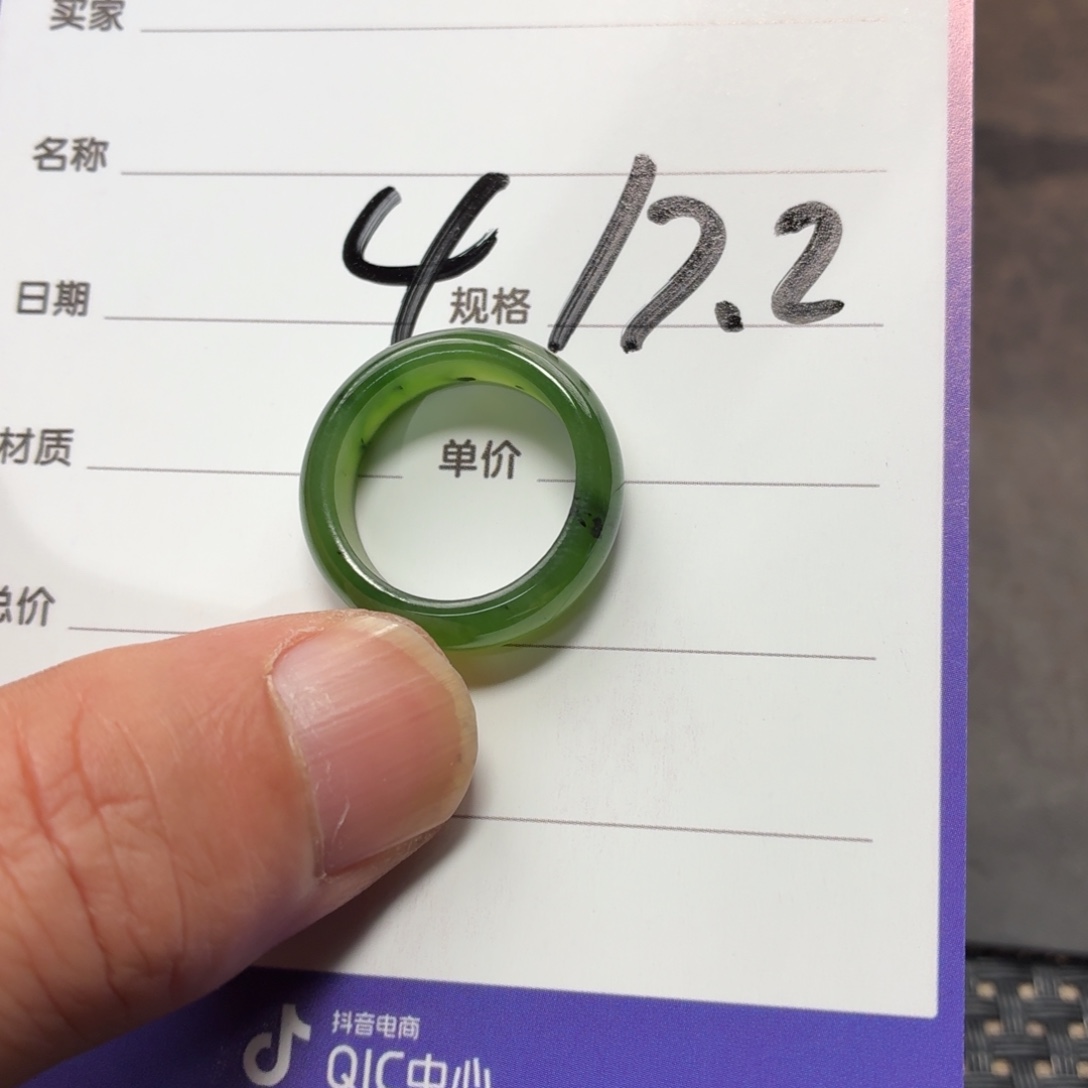 买家
名称
4 17.2
日期 规格
材质 单价
总价
抖音电商
QIC中心